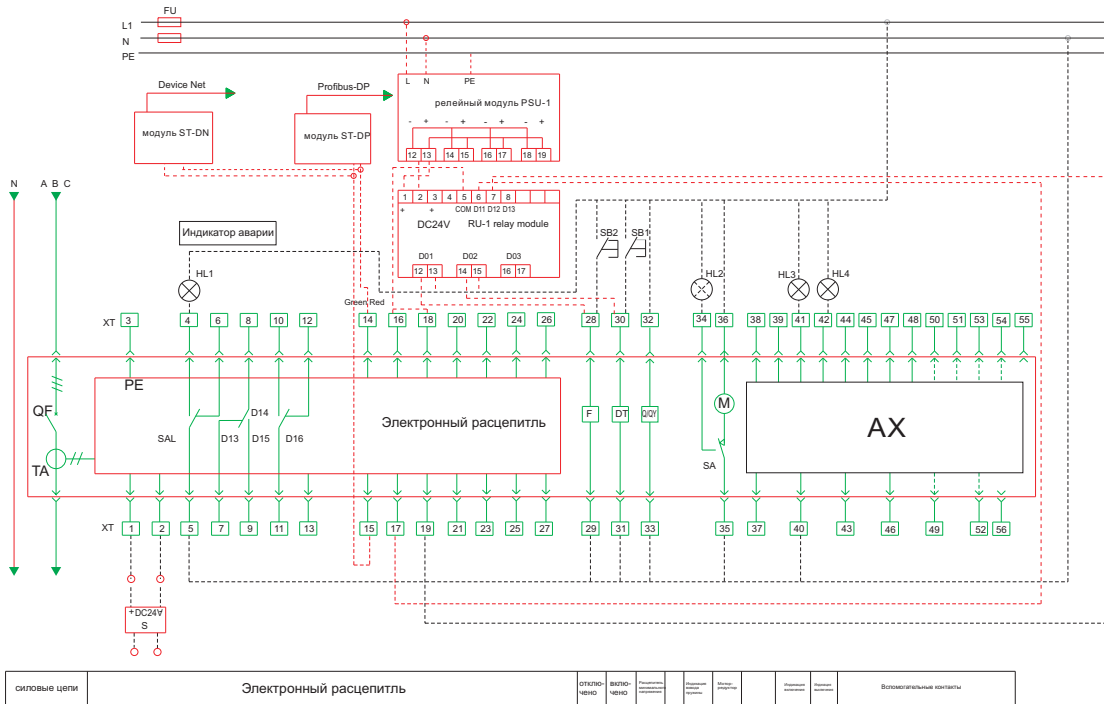 FU
L1
N
PE
Device Net
модуль ST-DN
Profibus-DP
модуль ST-DP
L N PE
релейный модуль PSU-1
- + - + - + - +
12 13 14 15 16 17 18 19
1 2 3 4 5 6 7 8
+ + COM D11 D12 D13
DC24V RU-1 relay module
D01 D02 D03
12 13 14 15 16 17
N A B C
Индикатор аварии
HL1
SB2 SB1
HL2 HL3 HL4
Green Red
XT 3 4 6 8 10 12 14 16 18 20 22 24 26 28 30 32 34 36 38 39 41 42 44 45 47 48 50 51 53 54 55
PE
QF
TA
SAL D13 D14 D15 D16
Электронный расцепитль
F DT Q/QY
M
SA
AX
XT 1 2 5 7 9 11 13 15 17 19 21 23 25 27 29 31 33 35 37 40 43 46 49 52 56
+DC24V
S
силовые цепи
Электронный расцепитль
отклю-
чено
вклю-
чено
Вспомогательные контакты